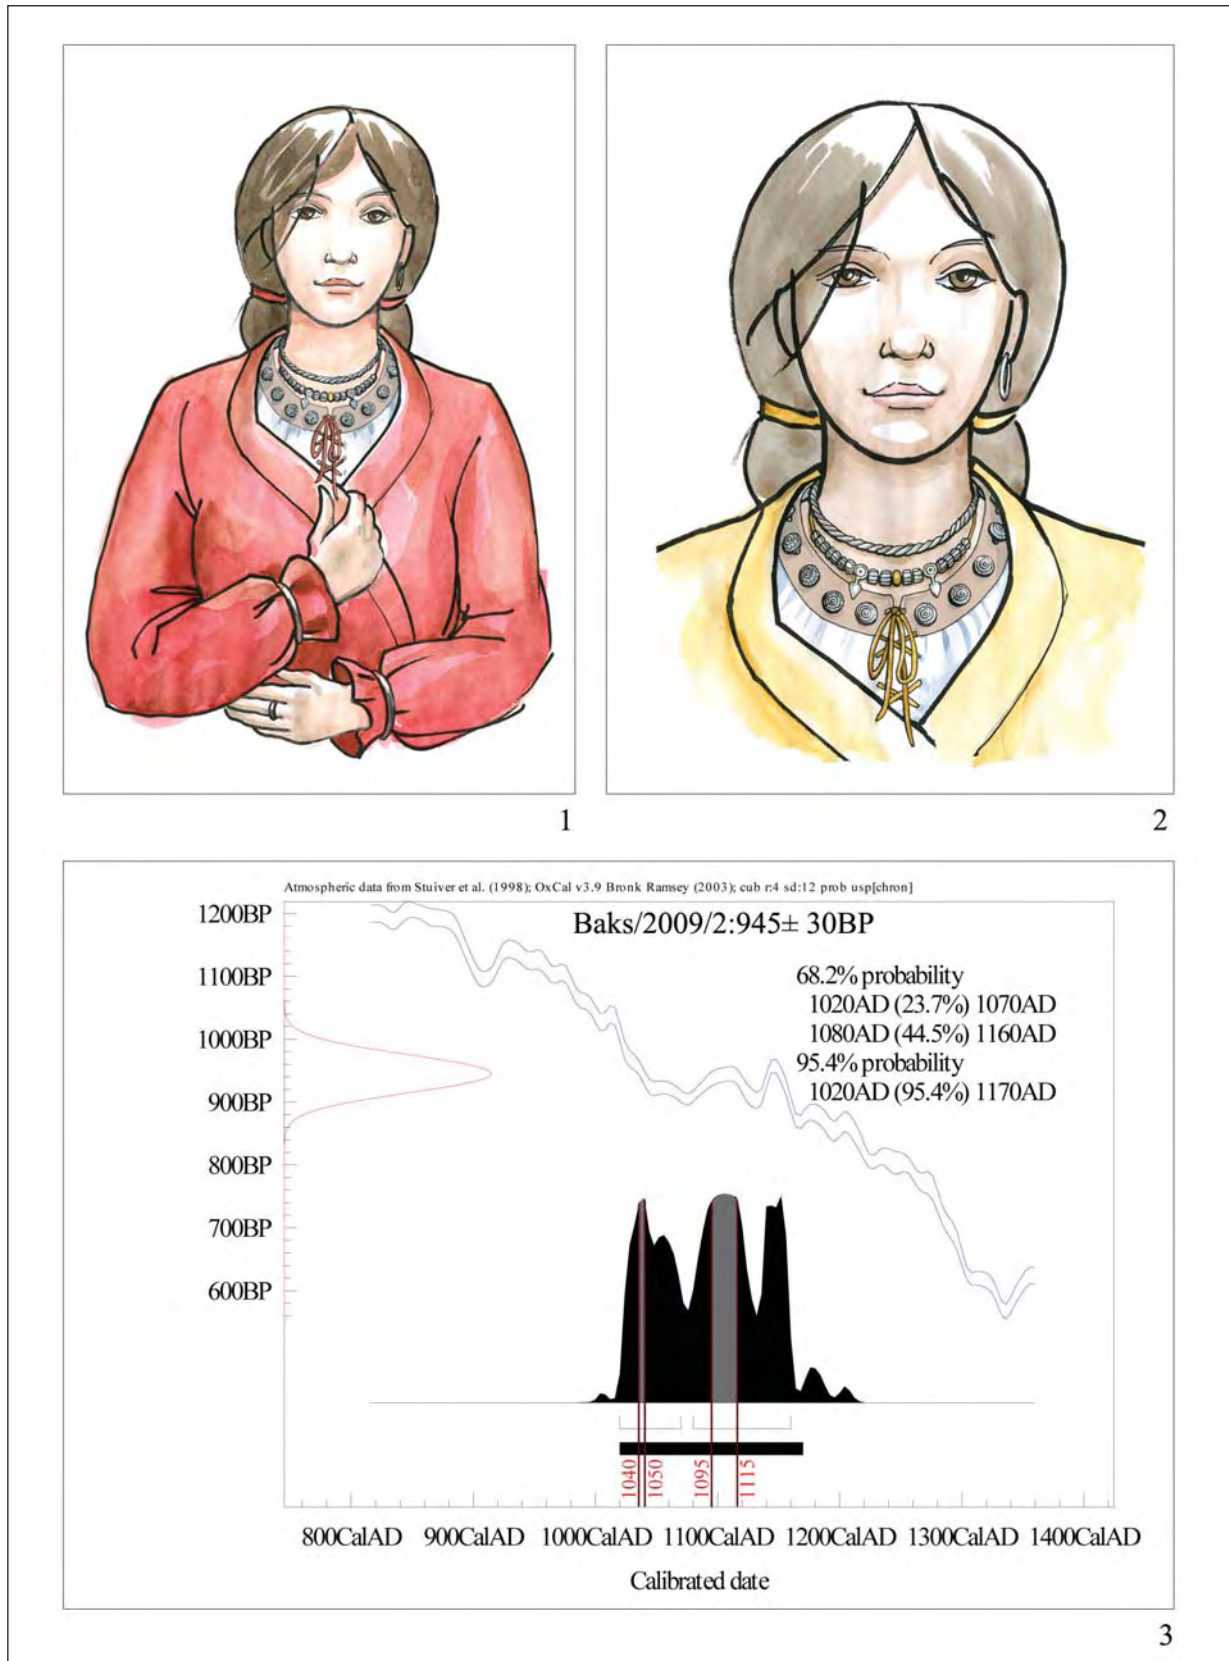 1
2
Atmospheric data from Stuiver et al. (1998); OxCal v3.9 Bronk Ramsey (2003); cub r:4 sd:12 prob usp[chron]
Baks/2009/2:945± 30BP
68.2% probability
1020AD (23.7%) 1070AD
1080AD (44.5%) 1160AD
95.4% probability
1020AD (95.4%) 1170AD
1200BP
1100BP
1000BP
900BP
800BP
700BP
600BP
1040
1050
1095
1115
800CalAD 900CalAD 1000CalAD 1100CalAD 1200CalAD 1300CalAD 1400CalAD
Calibrated date
3